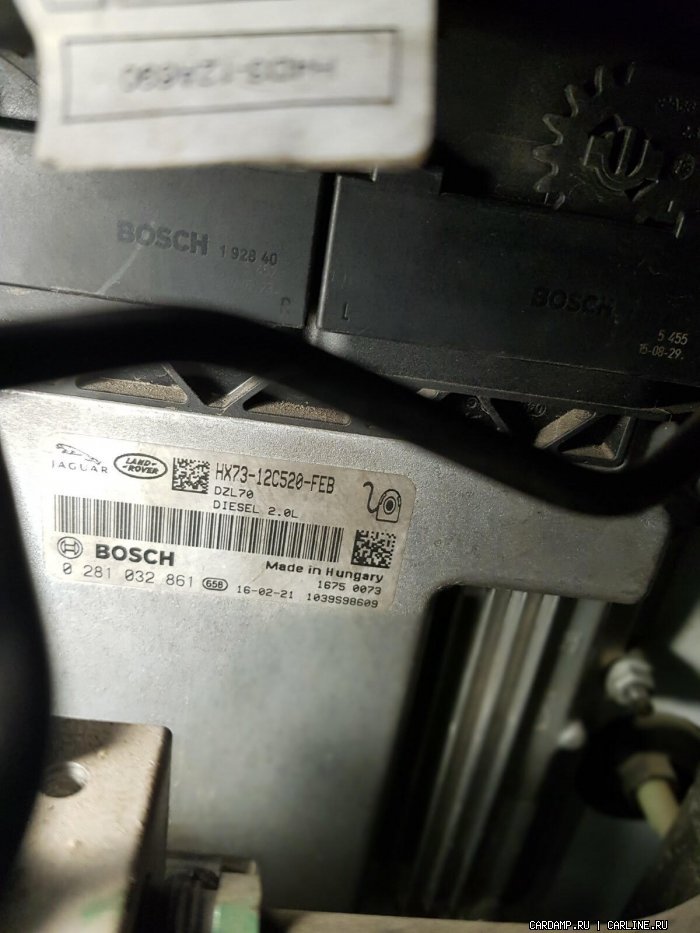 BOSCH 1 928 40
R
L
BOSCH
5 455
15-08-29.
JAGUAR
LAND-
ROVER
HX73-12C520-FEB
DZL70
DIESEL 2.0L
BOSCH
Made in Hungary
0 281 032 861 658 16-02-21
1675 0073
1039S98609
CARDAMP.RU | CARLINE.RU